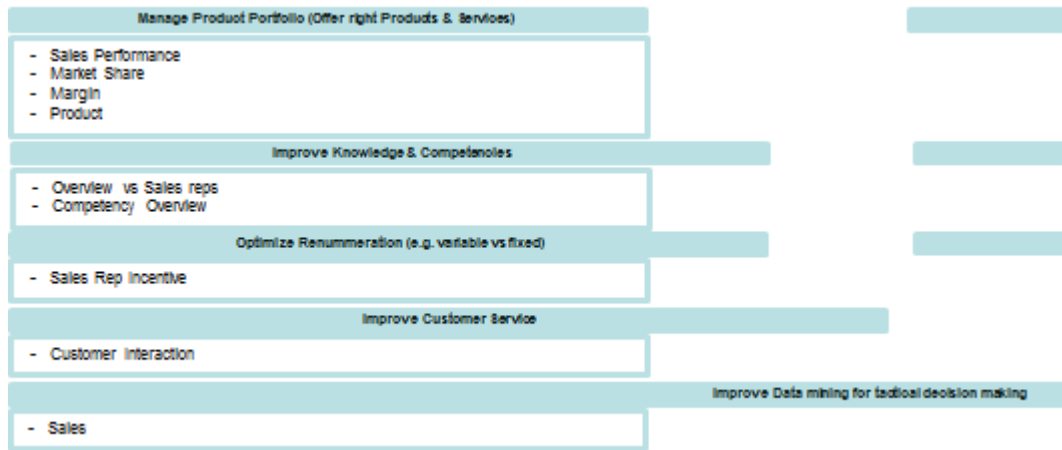 Manage Product Portfolio (Offer right Products & Services)
- Sales Performance
- Market Share
- Margin
- Product
Improve Knowledge & Competencies
- Overview vs Sales reps
- Competency Overview
Optimize Renummeration (e.g. variable vs fixed)
- Sales Rep Incentive
Improve Customer Service
- Customer Interaction
Improve Data mining for tactical decision making
- Sales